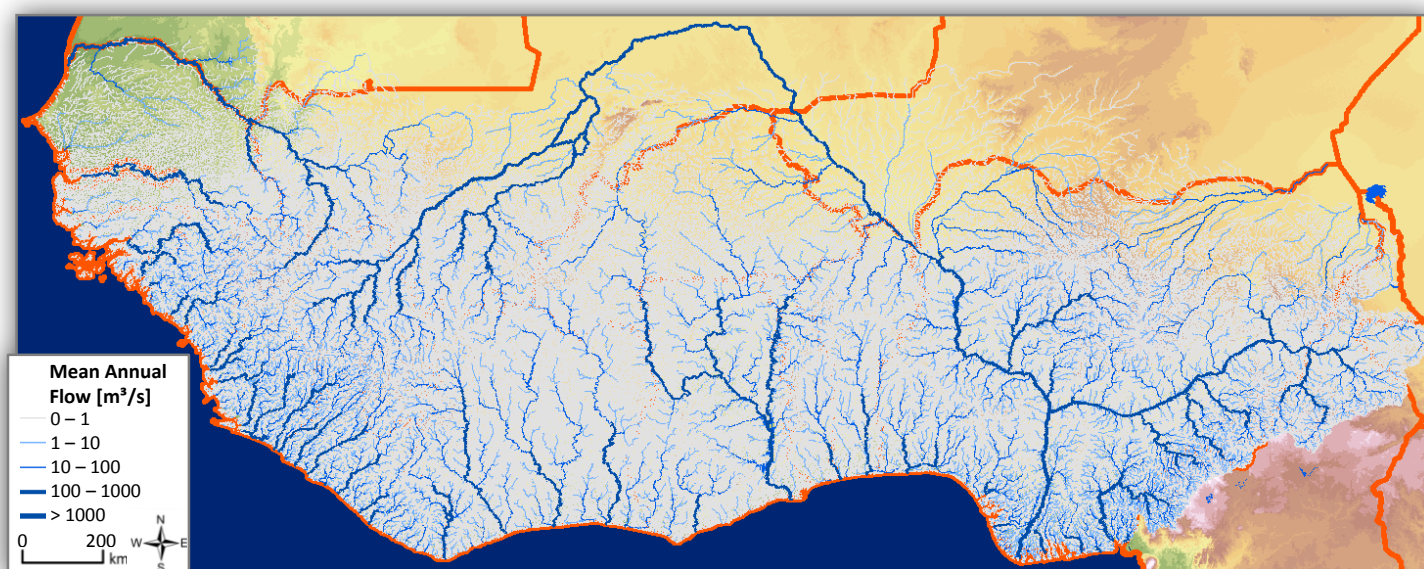 Mean Annual
Flow [m³/s]
0 – 1
1 – 10
10 – 100
100 – 1000
> 1000
0 200
km
N
W E
S